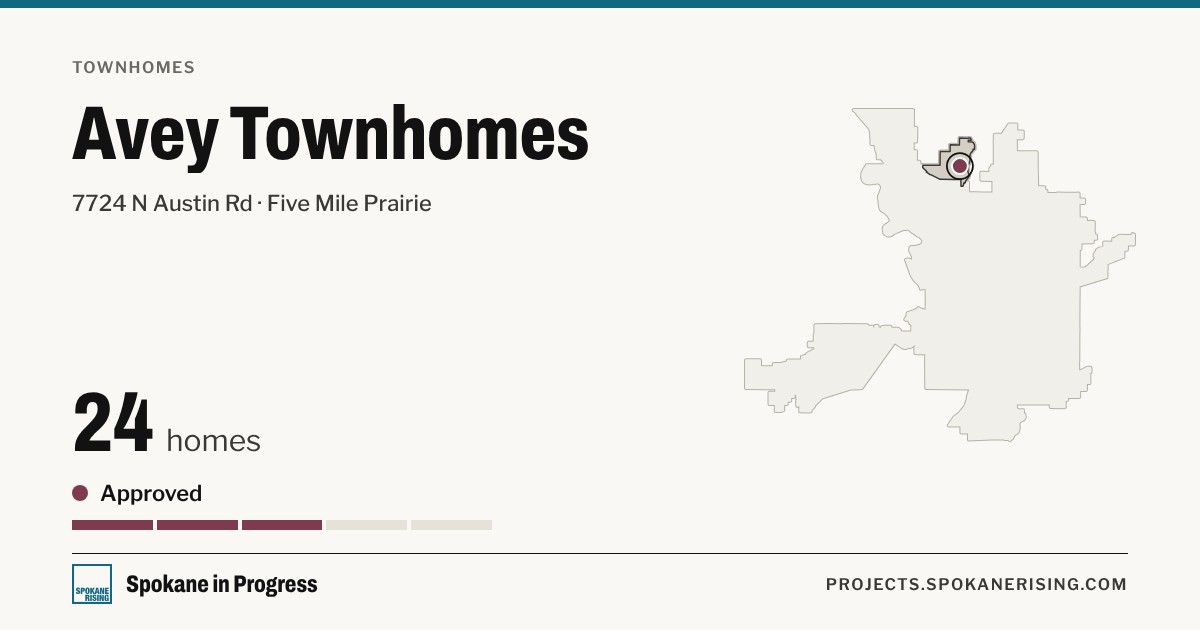 TOWNHOMES
Avey Townhomes
7724 N Austin Rd · Five Mile Prairie
24 homes
Approved
SPOKANE
RISING
Spokane in Progress
PROJECTS.SPOKANERISING.COM